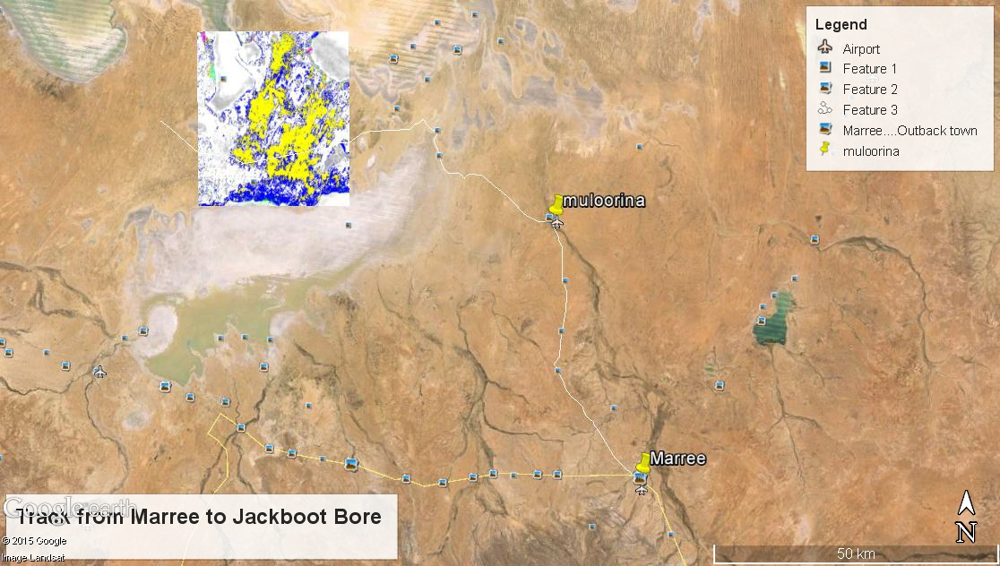 Legend
Airport
Feature 1
Feature 2
Feature 3
Marree....Outback town
muloorina
muloorina
Marree
Google earth
Track from Marree to Jackboot Bore
© 2015 Google
Image Landsat
N
50 km